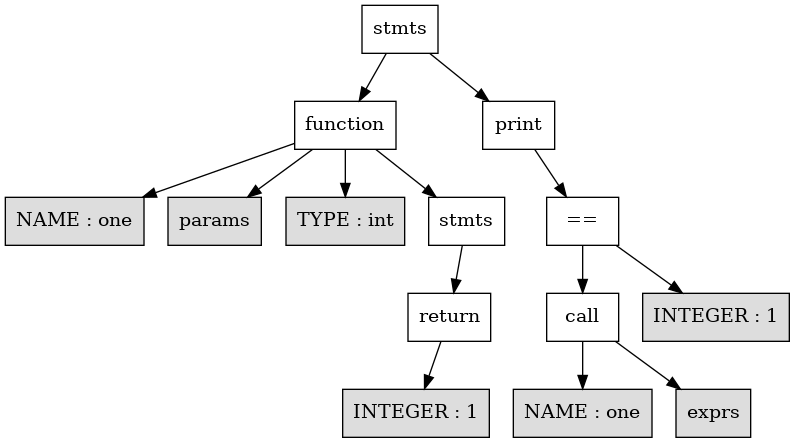 stmts
function
print
NAME : one
params
TYPE : int
stmts
==
return
call
INTEGER : 1
INTEGER : 1
NAME : one
exprs